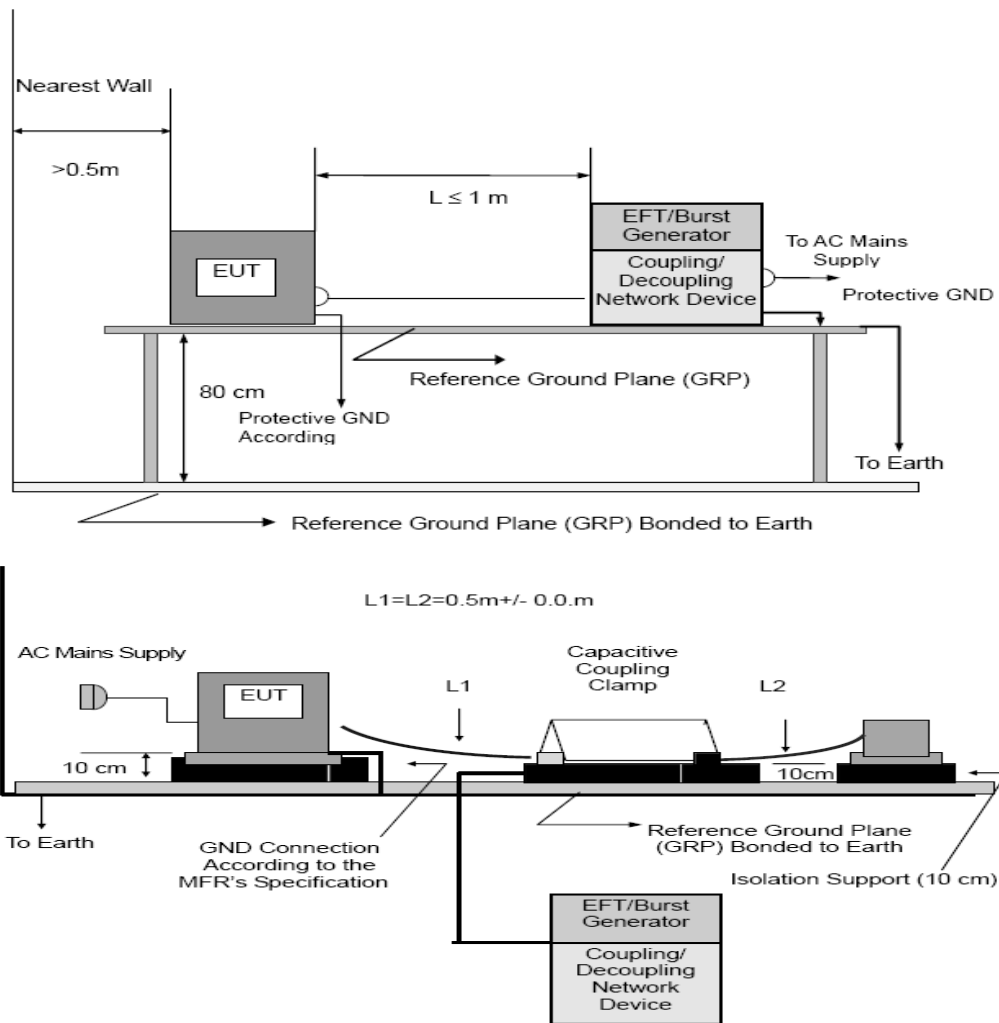 Nearest Wall
>0.5m
L ≤ 1 m
EUT
EFT/Burst
Generator
Coupling/
Decoupling
Network Device
To AC Mains
Supply
Protective GND
Reference Ground Plane (GRP)
80 cm
Protective GND
According
To Earth
Reference Ground Plane (GRP) Bonded to Earth
L1=L2=0.5m+/- 0.0.m
AC Mains Supply
EUT
L1
Capacitive
Coupling
Clamp
L2
10 cm
10cm
To Earth
GND Connection
According to the
MFR's Specification
Reference Ground Plane
(GRP) Bonded to Earth
Isolation Support (10 cm)
EFT/Burst
Generator
Coupling/
Decoupling
Network
Device